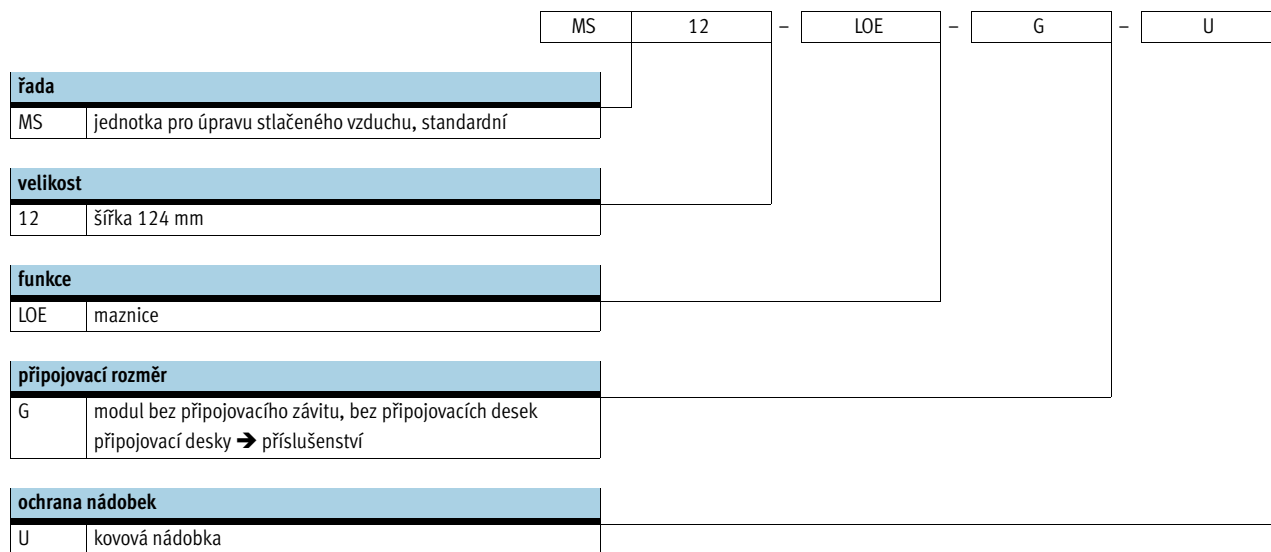 MS 12 – LOE – G – U
řada
MS jednotka pro úpravu stlačeného vzduchu, standardní
velikost
12 šířka 124 mm
funkce
LOE maznice
připojovací rozměr
G modul bez připojovacího závitu, bez připojovacích desek
připojovací desky ➔ příslušenství
ochrana nádobek
U kovová nádobka